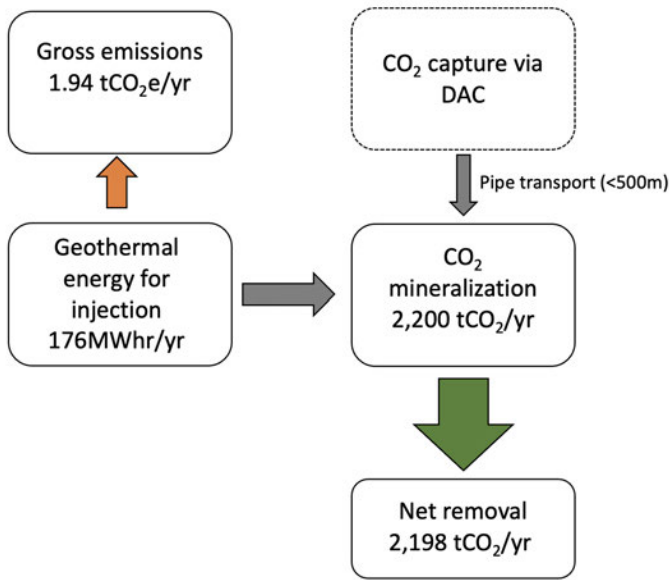 Gross emissions
1.94 tCO₂e/yr
CO₂ capture via
DAC
Pipe transport (<500m)
Geothermal
energy for
injection
176MWhr/yr
CO₂
mineralization
2,200 tCO₂/yr
Net removal
2,198 tCO₂/yr